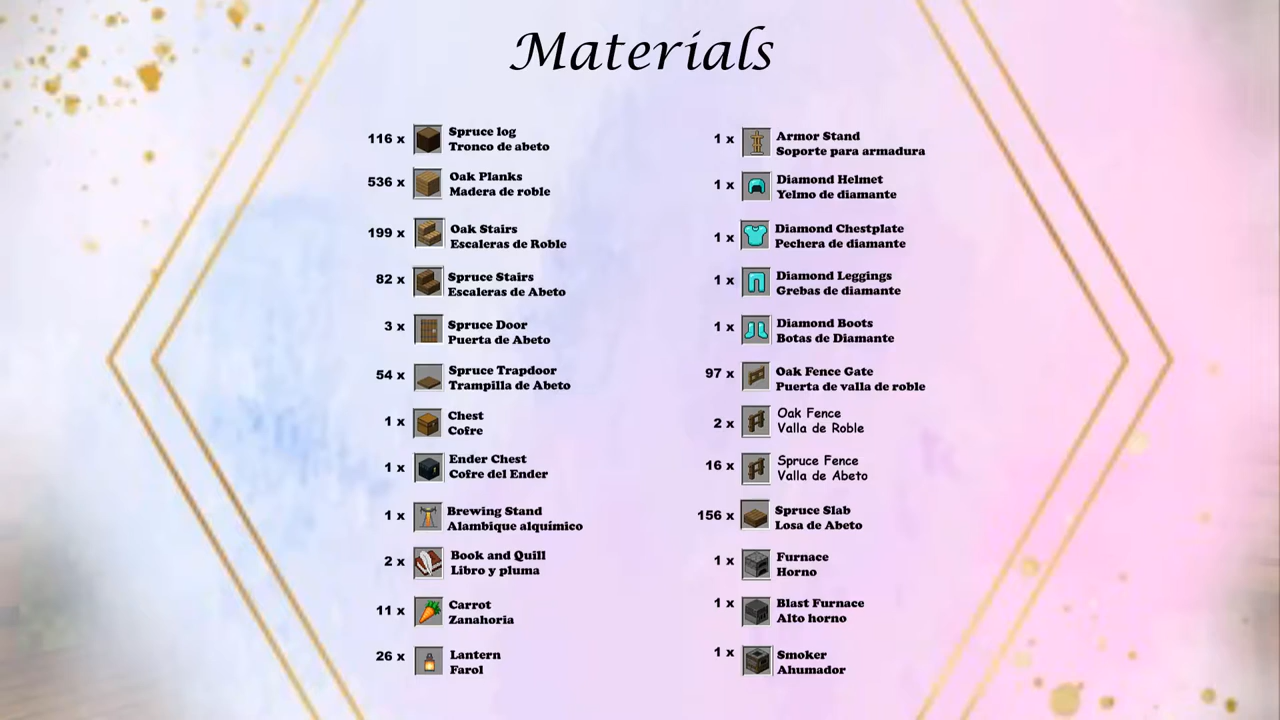 Materials
116 x Spruce log
Tronco de abeto
536 x Oak Planks
Madera de roble
199 x Oak Stairs
Escaleras de Roble
82 x Spruce Stairs
Escaleras de Abeto
3 x Spruce Door
Puerta de Abeto
54 x Spruce Trapdoor
Trampilla de Abeto
1 x Chest
Cofre
1 x Ender Chest
Cofre del Ender
1 x Brewing Stand
Alambique alquímico
2 x Book and Quill
Libro y pluma
11 x Carrot
Zanahoria
26 x Lantern
Farol
1 x Armor Stand
Soporte para armadura
1 x Diamond Helmet
Yelmo de diamante
1 x Diamond Chestplate
Pechera de diamante
1 x Diamond Leggings
Grebas de diamante
1 x Diamond Boots
Botas de Diamante
97 x Oak Fence Gate
Puerta de valla de roble
2 x Oak Fence
Valla de Roble
16 x Spruce Fence
Valla de Abeto
156 x Spruce Slab
Losa de Abeto
1 x Furnace
Horno
1 x Blast Furnace
Alto horno
1 x Smoker
Ahumador